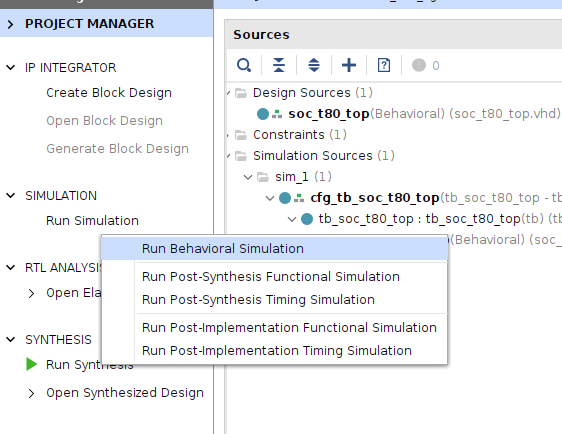 PROJECT MANAGER
IP INTEGRATOR
Create Block Design
Open Block Design
Generate Block Design
SIMULATION
Run Simulation
RTL ANALYSIS
Open Ela
SYNTHESIS
Run Synthesis
Open Synthesized Design
Sources
0
Design Sources (1)
soc_t80_top(Behavioral) (soc_t80_top.vhd)
Constraints
Simulation Sources (1)
sim_1 (1)
cfg_tb_soc_t80_top(tb_soc_t80_top - tb
tb_soc_t80_top : tb_soc_t80_top(tb) (tb
)(Behavioral) (soc_
Run Behavioral Simulation
Run Post-Synthesis Functional Simulation
Run Post-Synthesis Timing Simulation
Run Post-Implementation Functional Simulation
Run Post-Implementation Timing Simulation